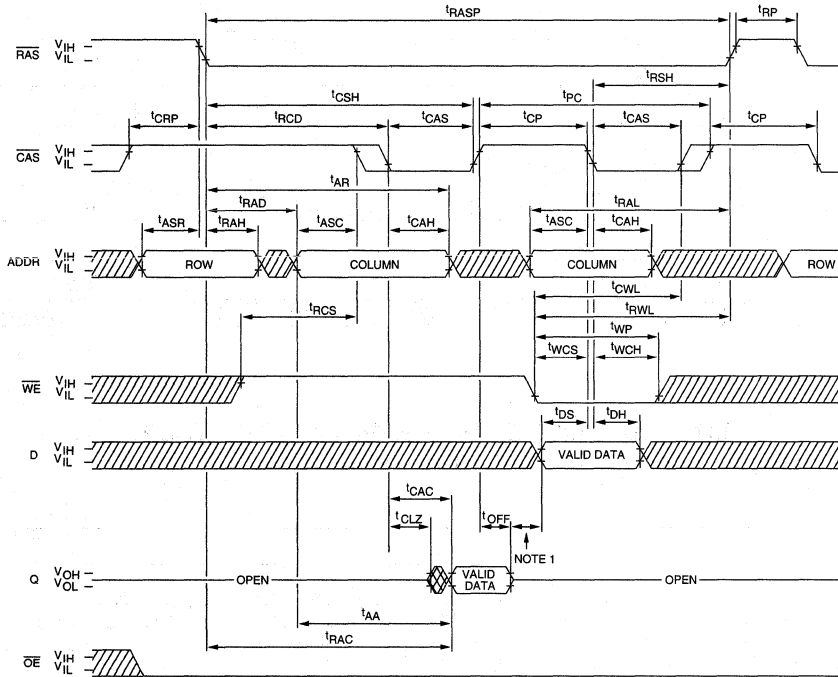 tRASP
tRP
RAS VIH
VIL
tRSH
tCSH
tPC
tCRP
tRCD
tCAS
tCP
tCAS
tCP
CAS VIH
VIL
tAR
tRAD
tRAL
tASR
tRAH
tASC
tCAH
tASC
tCAH
ADDR VIH
VIL
ROW
COLUMN
COLUMN
ROW
tCWL
tRCS
tRWL
tWP
tWCS
tWCH
WE VIH
VIL
tDS
tDH
D VIH
VIL
VALID DATA
tCAC
tCLZ
tOFF
NOTE 1
Q VOH
VOL
OPEN
VALID
DATA
OPEN
tAA
tRAC
OE VIH
VIL